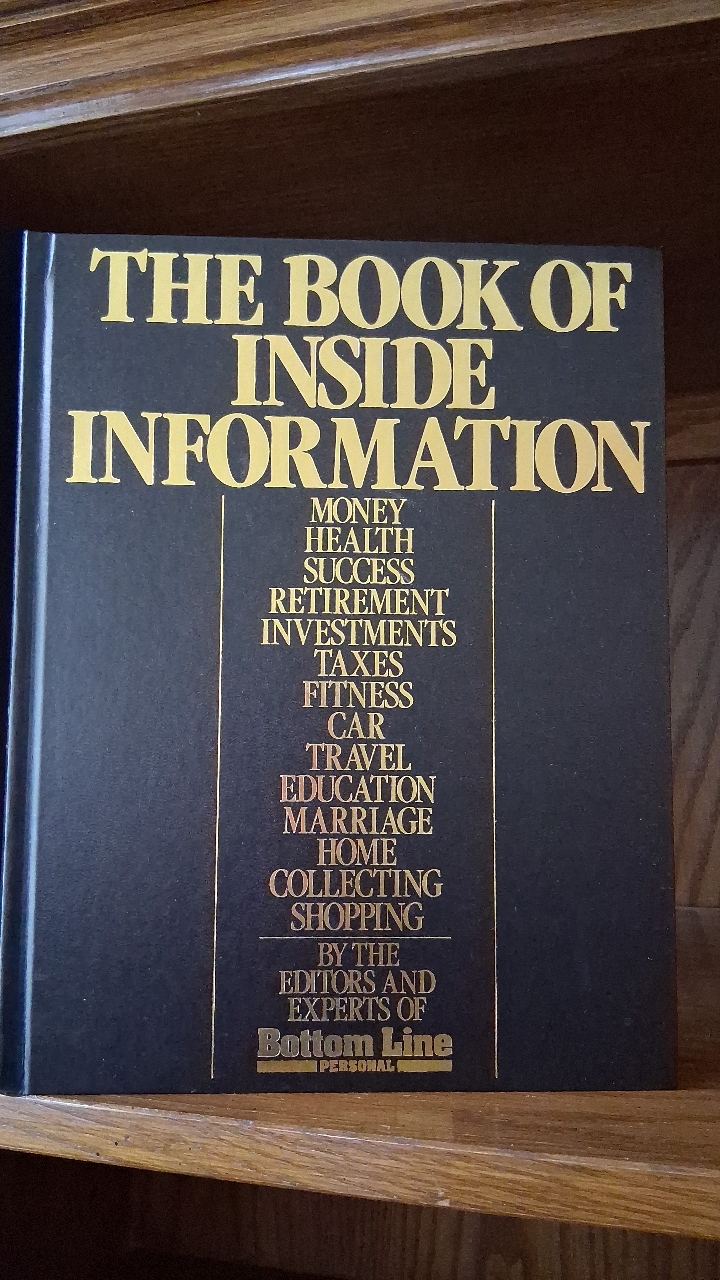 THE BOOK OF
INSIDE
INFORMATION
MONEY
HEALTH
SUCCESS
RETIREMENT
INVESTMENTS
TAXES
FITNESS
CAR
TRAVEL
EDUCATION
MARRIAGE
HOME
COLLECTING
SHOPPING
BY THE
EDITORS AND
EXPERTS OF
Bottom Line
PERSONAL